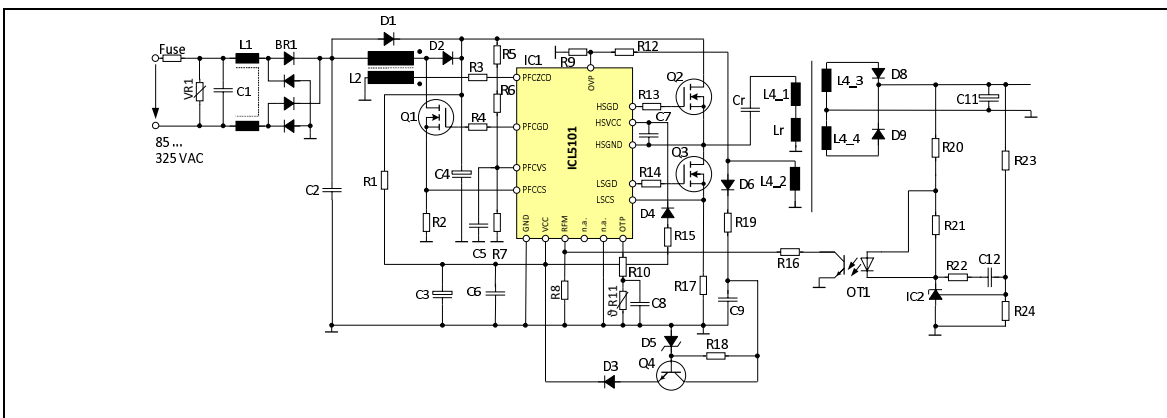 D1
Fuse
L1
BR1
D2
R5
IC1
R9
R12
L2
R3
PFCZCD
OVP
Q2
L4_3
D8
VR1
C1
R6
HSGD
R13
Cr
L4_1
C11
Q1
R4
PFCGD
HSVCC
C7
Lr
L4_4
D9
85 ...
325 VAC
ICL5101
HSGND
Q3
R20
R23
R1
C4
PFCVS
R14
L4_2
C2
PFCCS
LSGD
D6
LSCS
D4
R2
GND
VCC
RFM
n.a.
n.a.
OTP
R19
R21
C5
R7
R15
R16
R22
C12
OT1
R10
C3
C6
R8
ϑ R11
C8
R17
C9
IC2
R24
D5
R18
D3
Q4